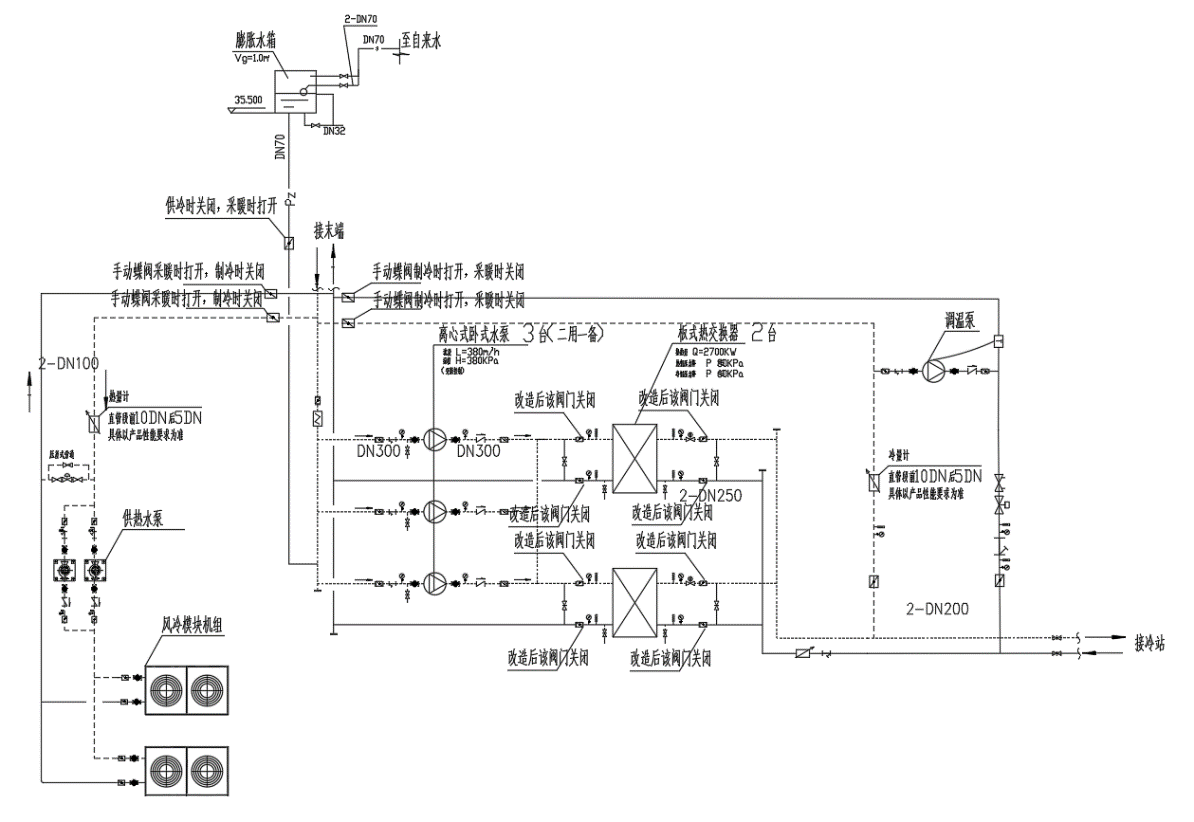 2-DN70
膨胀水箱
Vg=1.0m³
DN70
至自来水
35.500
DN32
DN70
PZ
供冷时关闭，采暖时打开
接末端
手动蝶阀采暖时打开，制冷时关闭
手动蝶阀制冷时打开，采暖时关闭
手动蝶阀采暖时打开，制冷时关闭
手动蝶阀制冷时打开，采暖时关闭
离心式卧式水泵 3台(二用一备)
L=380m³/h
H=380KPa
板式热交换器 2台
Q=2700KW
P 80KPa
P 60KPa
调温泵
2-DN100
热量计
直管段前10DN后5DN
具体以产品性能要求为准
改造后该阀门关闭
改造后该阀门关闭
DN300
DN300
冷量计
直管段前10DN后5DN
具体以产品性能要求为准
2-DN250
改造后该阀门关闭
改造后该阀门关闭
供热水泵
改造后该阀门关闭
改造后该阀门关闭
2-DN200
风冷模块机组
改造后该阀门关闭
改造后该阀门关闭
接冷站